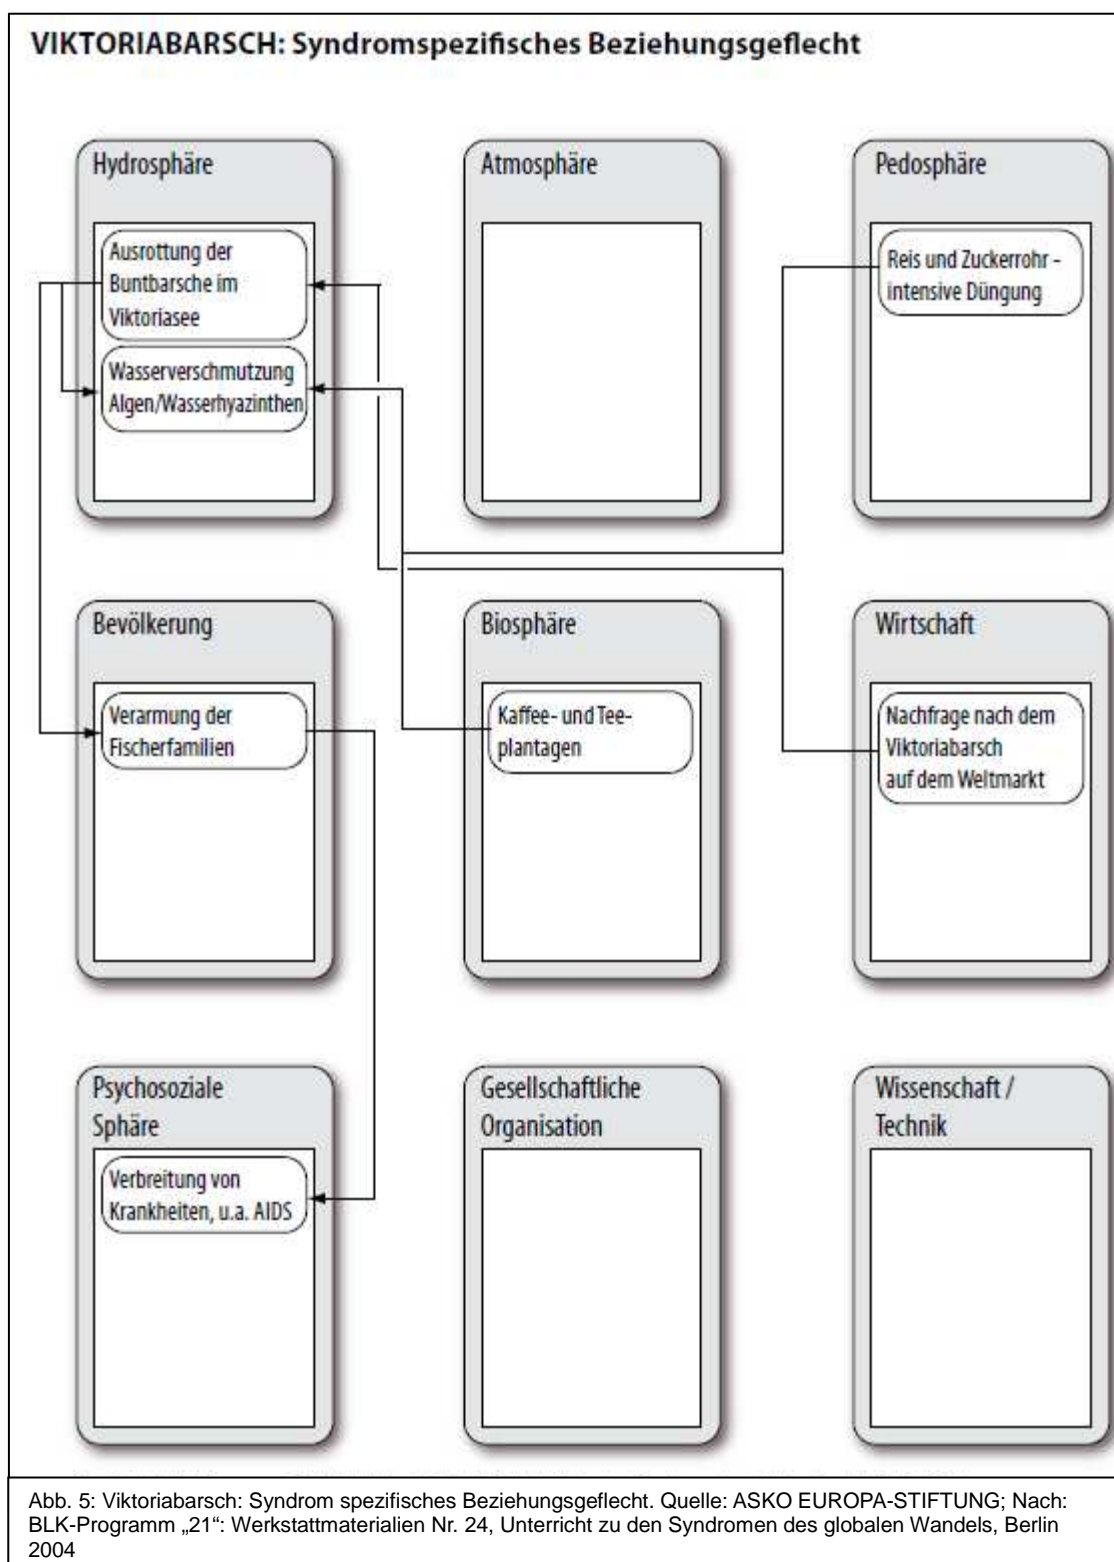 VIKTORIABARSCH: Syndromspezifisches Beziehungsgeflecht
Hydrosphäre
Ausrottung der
Buntbarsche im
Viktoriasee
Wasserverschmutzung
Algen/Wasserhyazinthen
Atmosphäre
Pedosphäre
Reis und Zuckerrohr -
intensive Düngung
Bevölkerung
Verarmung der
Fischerfamilien
Biosphäre
Kaffee- und Tee-
plantagen
Wirtschaft
Nachfrage nach dem
Viktoriabarsch
auf dem Weltmarkt
Psychosoziale
Sphäre
Verbreitung von
Krankheiten, u.a. AIDS
Gesellschaftliche
Organisation
Wissenschaft /
Technik
Abb. 5: Viktoriabarsch: Syndrom spezifisches Beziehungsgeflecht. Quelle: ASKO EUROPA-STIFTUNG; Nach:
BLK-Programm „21“: Werkstattmaterialien Nr. 24, Unterricht zu den Syndromen des globalen Wandels, Berlin
2004